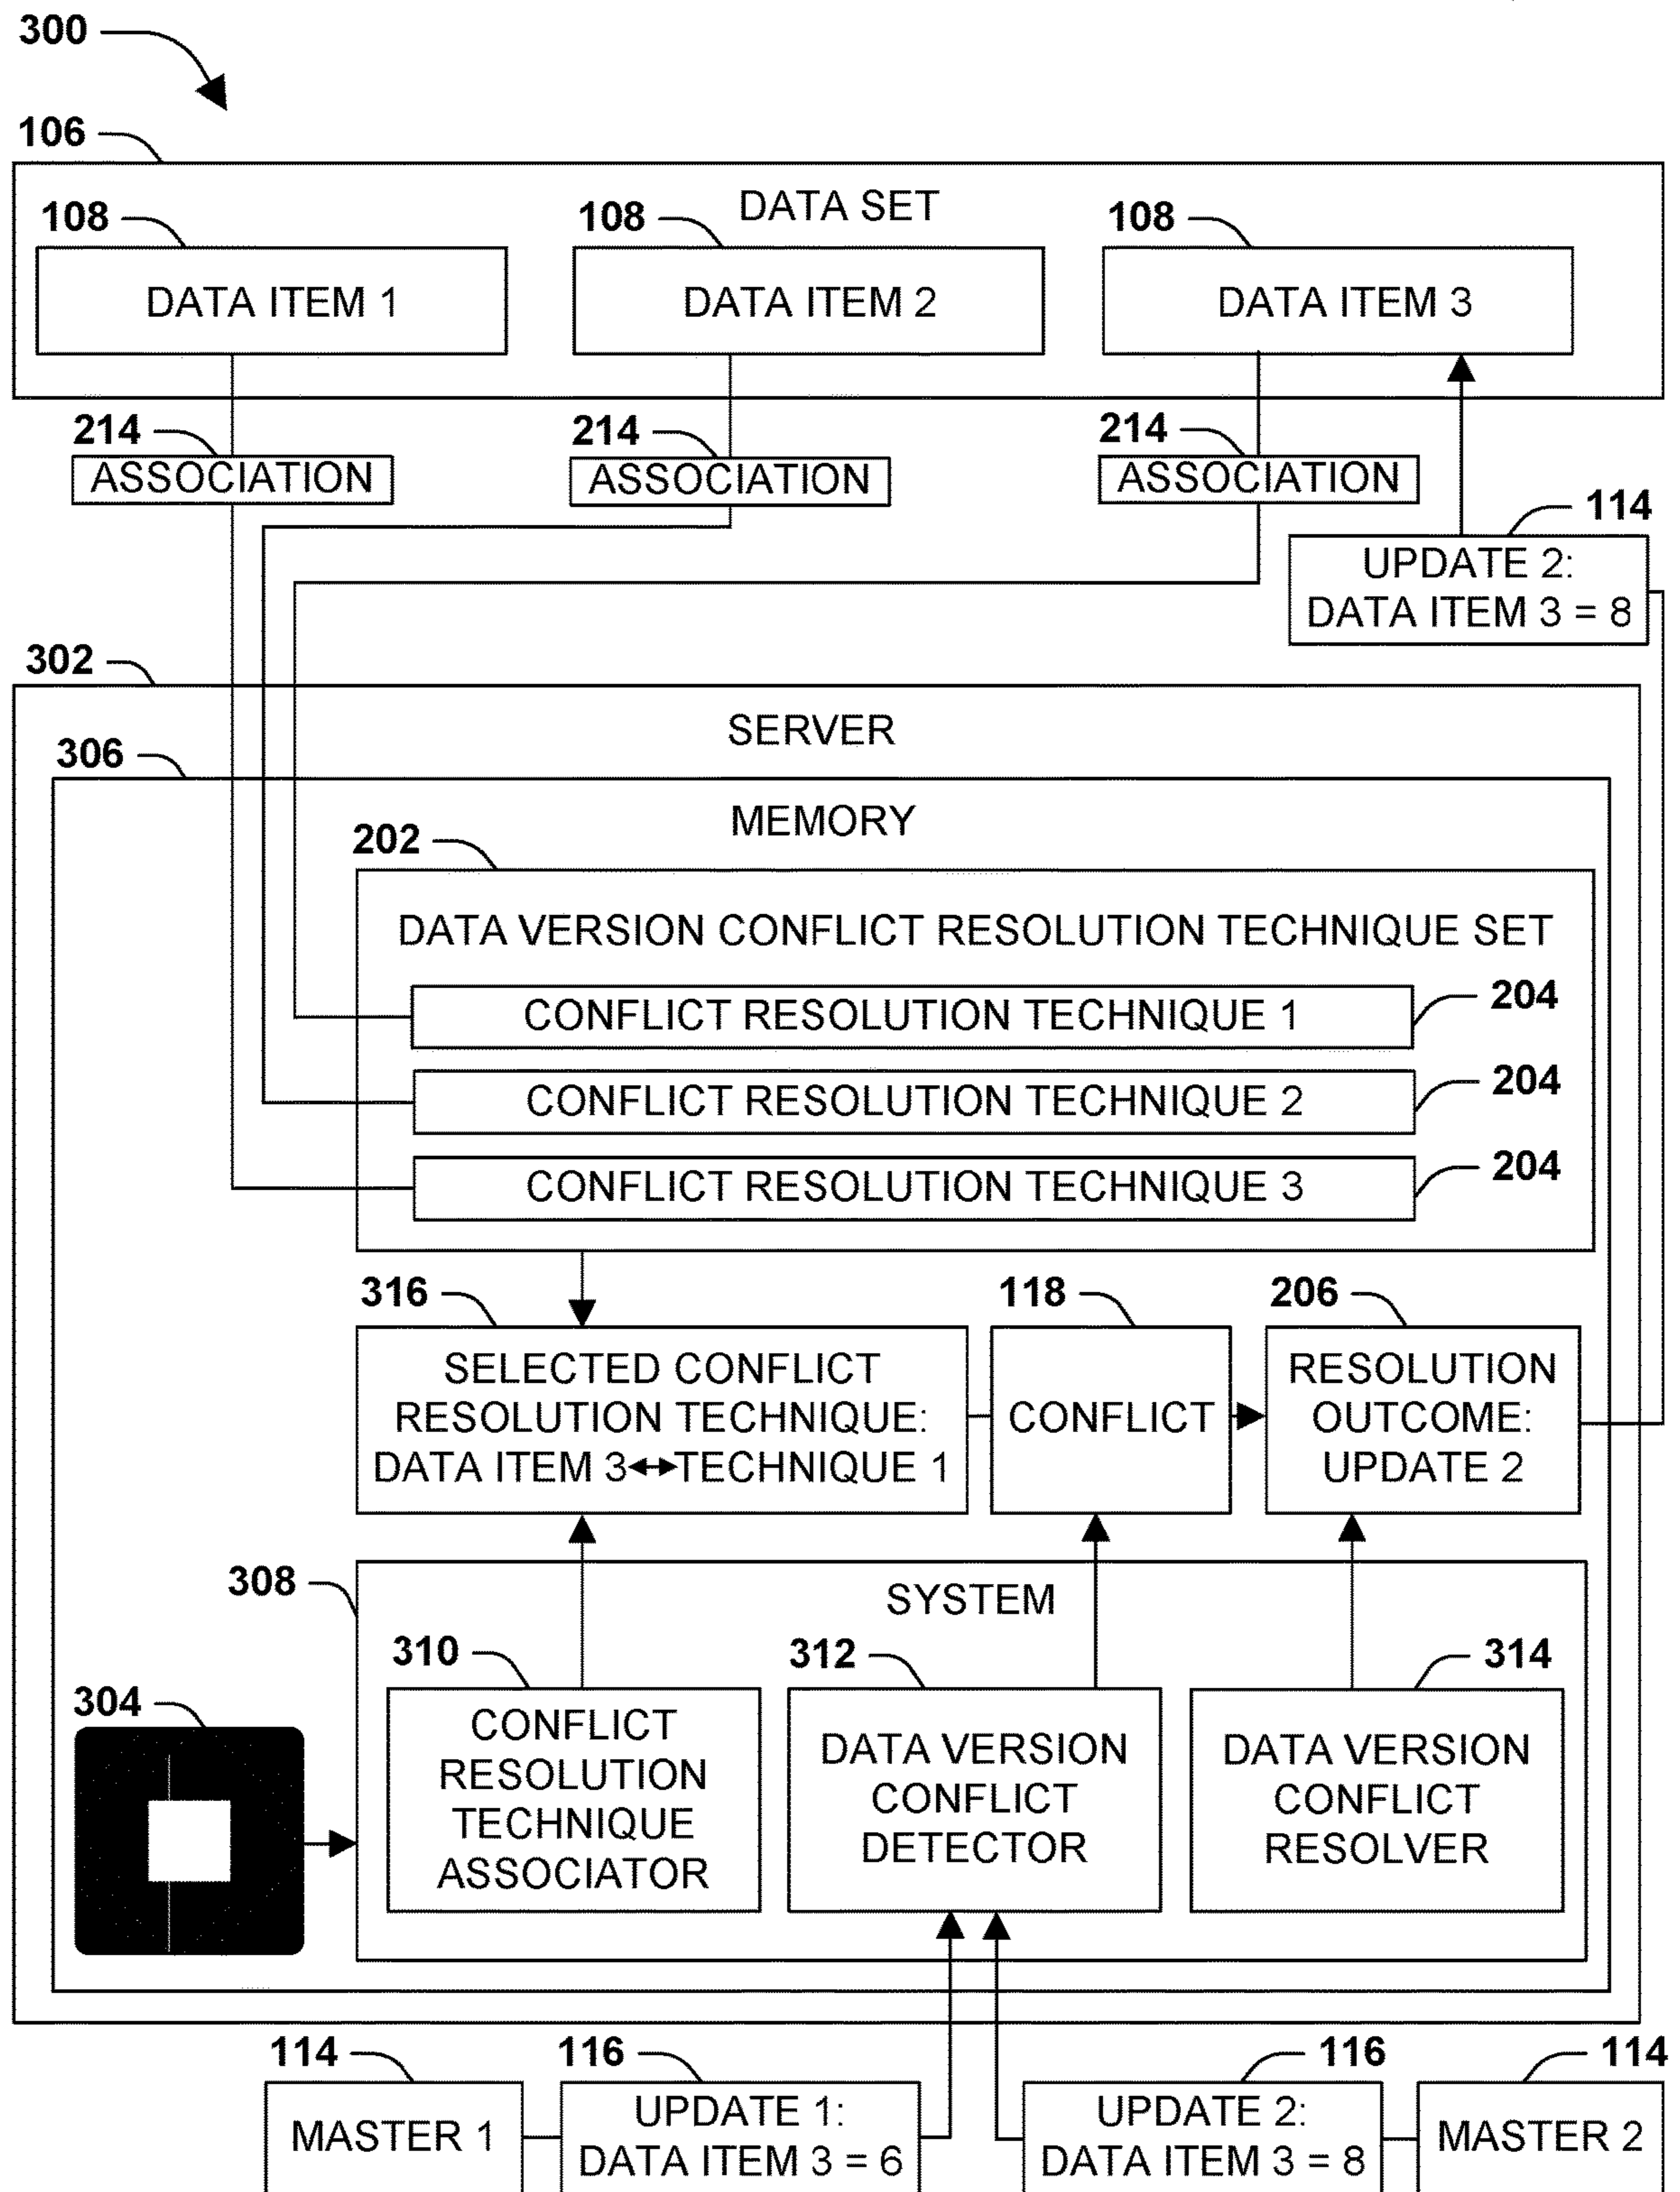 300
106
DATA SET
108
108
108
DATA ITEM 1
DATA ITEM 2
DATA ITEM 3
214
214
214
ASSOCIATION
ASSOCIATION
ASSOCIATION
114
UPDATE 2:
DATA ITEM 3 = 8
302
SERVER
306
MEMORY
202
DATA VERSION CONFLICT RESOLUTION TECHNIQUE SET
CONFLICT RESOLUTION TECHNIQUE 1
204
CONFLICT RESOLUTION TECHNIQUE 2
204
CONFLICT RESOLUTION TECHNIQUE 3
204
316
118
206
SELECTED CONFLICT
RESOLUTION TECHNIQUE:
DATA ITEM 3↔TECHNIQUE 1
CONFLICT
RESOLUTION
OUTCOME:
UPDATE 2
308
SYSTEM
310
312
314
304
CONFLICT
RESOLUTION
TECHNIQUE
ASSOCIATOR
DATA VERSION
CONFLICT
DETECTOR
DATA VERSION
CONFLICT
RESOLVER
114
116
116
114
MASTER 1
UPDATE 1:
DATA ITEM 3 = 6
UPDATE 2:
DATA ITEM 3 = 8
MASTER 2